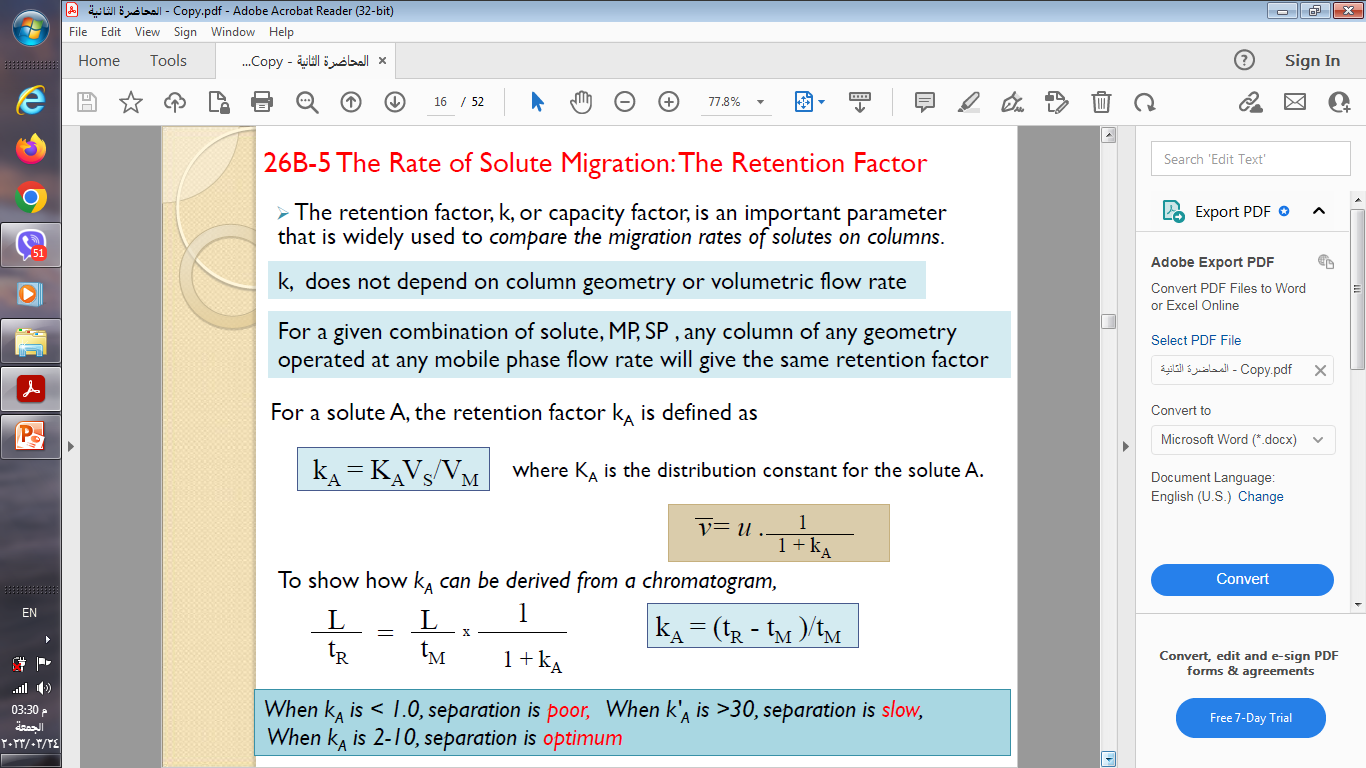 المحاضرة الثانية - Copy.pdf - Adobe Acrobat Reader (32-bit)
File Edit View Sign Window Help
Home Tools المحاضرة الثانية - Copy... × ? Sign In
16 / 52 77.8%
26B-5 The Rate of Solute Migration: The Retention Factor
➢ The retention factor, k, or capacity factor, is an important parameter
that is widely used to compare the migration rates of solutes on columns.
k, does not depend on column geometry or volumetric flow rate
For a given combination of solute, MP, SP , any column of any geometry
operated at any mobile phase flow rate will give the same retention factor
For a solute A, the retention factor kA is defined as
kA = KAVS/VM where KA is the distribution constant for the solute A.
v̅ = u . 1 / 1 + kA
To show how kA can be derived from a chromatogram,
L / tR = L / tM x 1 / 1 + kA kA = (tR - tM )/tM
When kA is < 1.0, separation is poor, When k'A is >30, separation is slow,
When kA is 2-10, separation is optimum
Search 'Edit Text'
Export PDF
Adobe Export PDF
Convert PDF Files to Word
or Excel Online
Select PDF File
المحاضرة الثانية - Copy.pdf
Convert to
Microsoft Word (*.docx)
Document Language:
English (U.S.) Change
Convert
Convert, edit and e-sign PDF
forms & agreements
Free 7-Day Trial
51
EN
03:30 م
الجمعة
٢٠٢٣/٠٣/٢٤